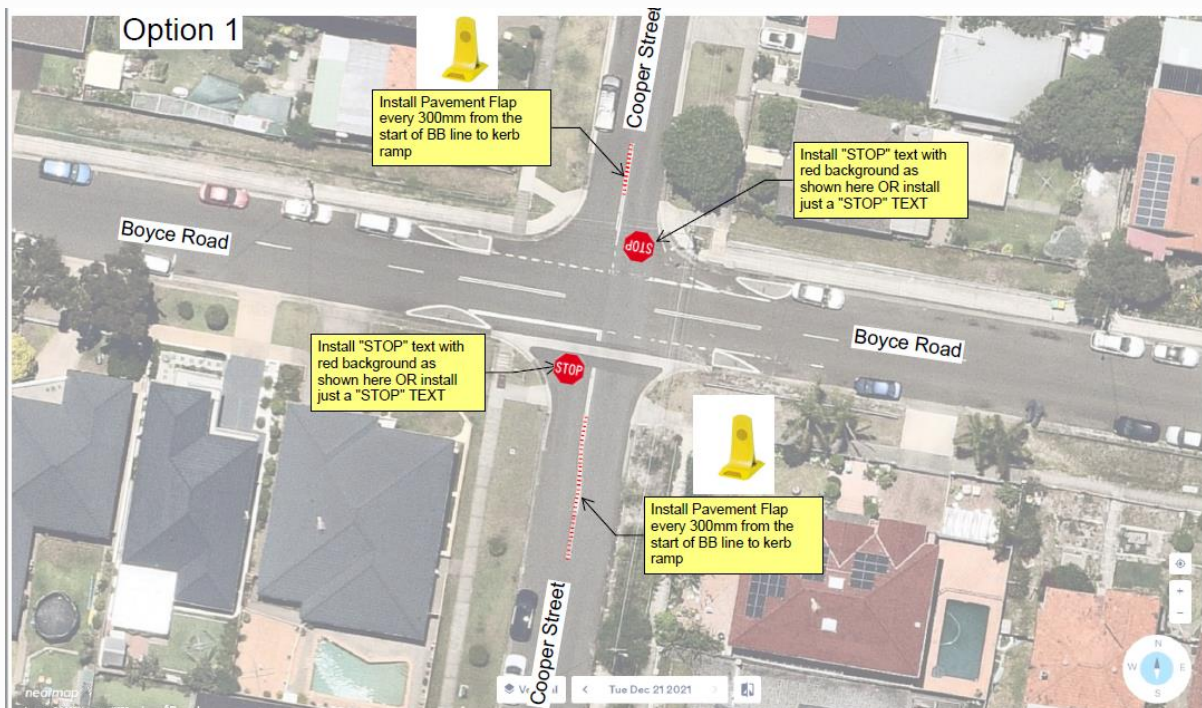 Option 1
Cooper Street
Install Pavement Flap
every 300mm from the
start of BB line to kerb
ramp
Install "STOP" text with
red background as
shown here OR install
just a "STOP" TEXT
Boyce Road
STOP
Boyce Road
Install "STOP" text with
red background as
shown here OR install
just a "STOP" TEXT
STOP
Install Pavement Flap
every 300mm from the
start of BB line to kerb
ramp
Cooper Street
nearmap
Tue Dec 21 2021
N
W E
S